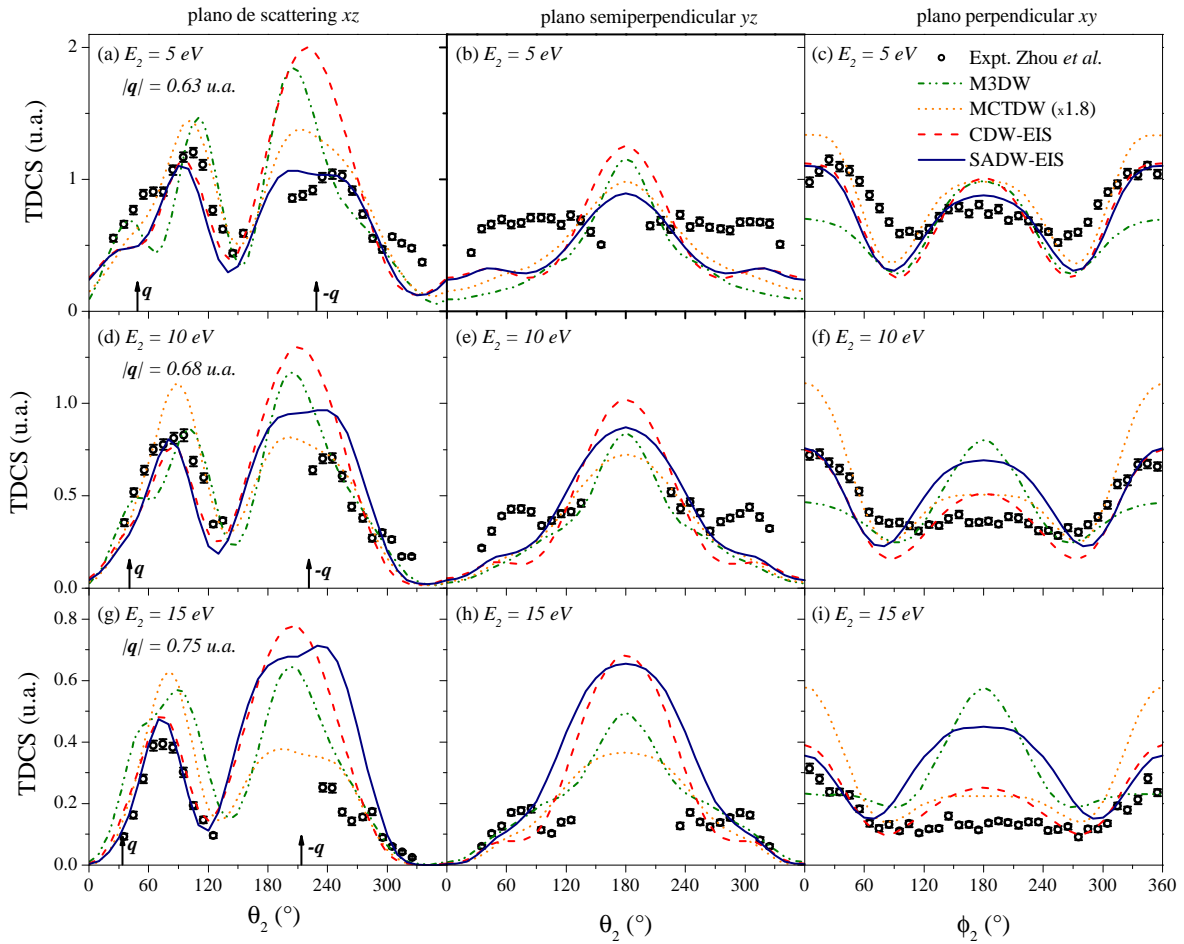 plano de scattering xz
plano semiperpendicular yz
plano perpendicular xy
(a) E₂ = 5 eV
|q| = 0.63 u.a.
(b) E₂ = 5 eV
(c) E₂ = 5 eV
Expt. Zhou et al.
M3DW
MCTDW (x1.8)
CDW-EIS
SADW-EIS
TDCS (u.a.)
2
1
0
q
-q
(d) E₂ = 10 eV
|q| = 0.68 u.a.
(e) E₂ = 10 eV
(f) E₂ = 10 eV
TDCS (u.a.)
1.0
0.5
0.0
q
-q
(g) E₂ = 15 eV
|q| = 0.75 u.a.
(h) E₂ = 15 eV
(i) E₂ = 15 eV
TDCS (u.a.)
0.8
0.6
0.4
0.2
0.0
q
-q
0 60 120 180 240 300 0 60 120 180 240 300 0 60 120 180 240 300 360
θ₂ (°)
θ₂ (°)
ϕ₂ (°)